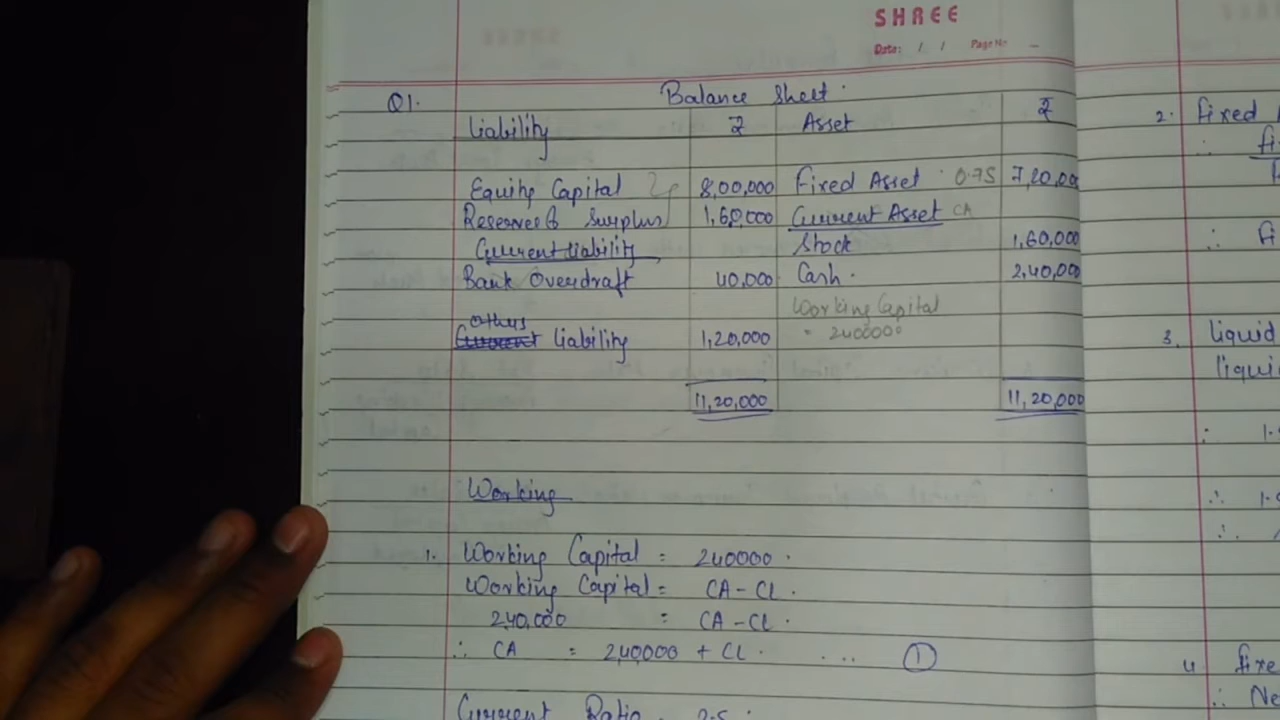 SHREE
Date: / / Page No
Q1. Balance Sheet.
Liability ₹ Asset ₹
Equity Capital 8,00,000 Fixed Asset 0.75 7,20,00
Reserve & Surplus 1,60,000 Current Asset CA
Current liability Stock 1,60,000
Bank Overdraft 40,000 Cash. 2,40,000
Working Capital
others = 240000
liability 1,20,000
11,20,000 11,20,000
Working
1. Working Capital = 240000.
Working Capital = CA - CL.
240,000 = CA - CL.
∴ CA = 2,40000 + CL. .... ①
Current Ratio = 2.5.
2. Fixed
3. liquid
liqui
4. fixe
∴ Ne